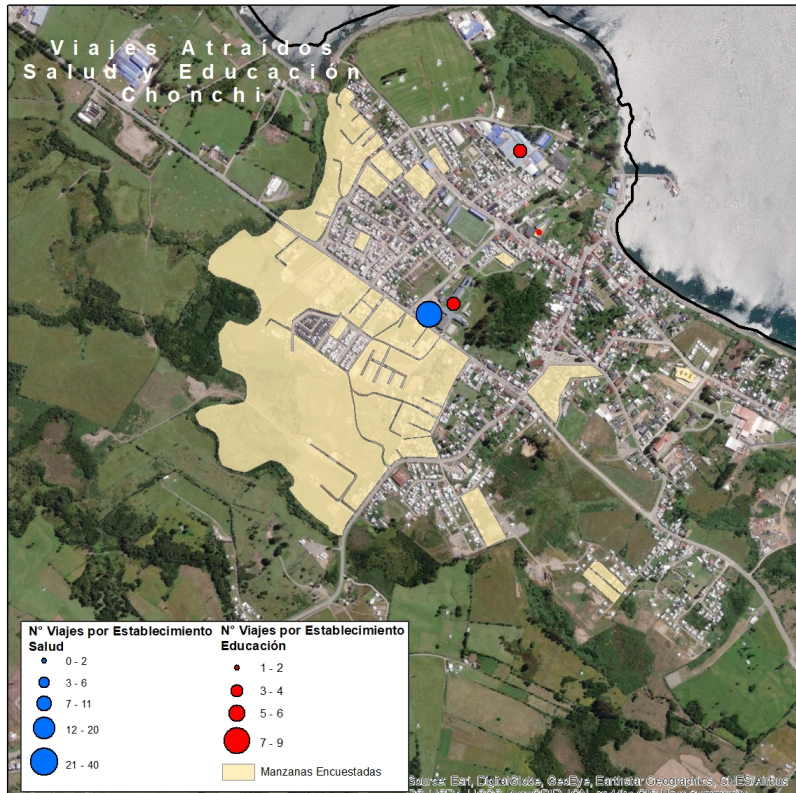 Viajes Atraídos
Salud y Educación
Chonchi
N° Viajes por Establecimiento
Salud
0 - 2
3 - 6
7 - 11
12 - 20
21 - 40
N° Viajes por Establecimiento
Educación
1 - 2
3 - 4
5 - 6
7 - 9
Manzanas Encuestadas
Source: Esri, DigitalGlobe, GeoEye, Earthstar Geographics, CNES/Airbus